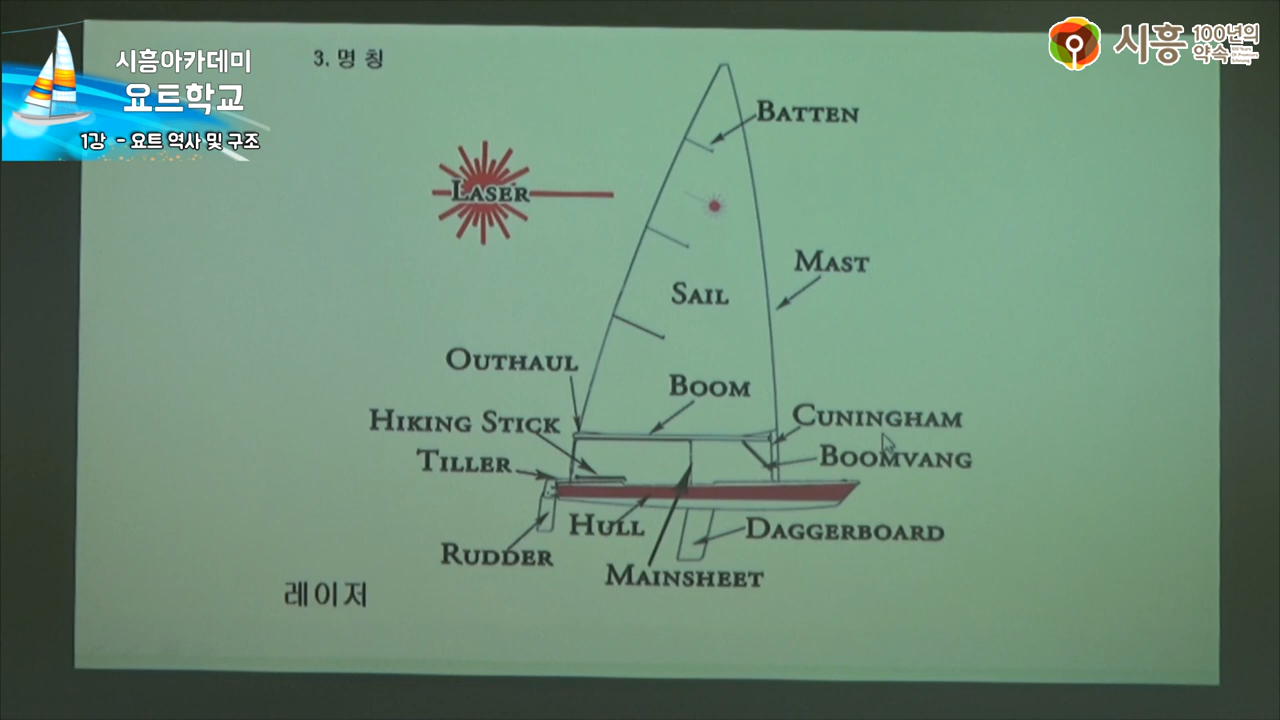 시흥아카데미
요트학교
1강 - 요트 역사 및 구조
시흥
100년의
약속
3. 명 칭
LASER
BATTEN
MAST
SAIL
OUTHAUL
BOOM
HIKING STICK
CUNINGHAM
TILLER
BOOMVANG
HULL
DAGGERBOARD
RUDDER
MAINSHEET
레이저